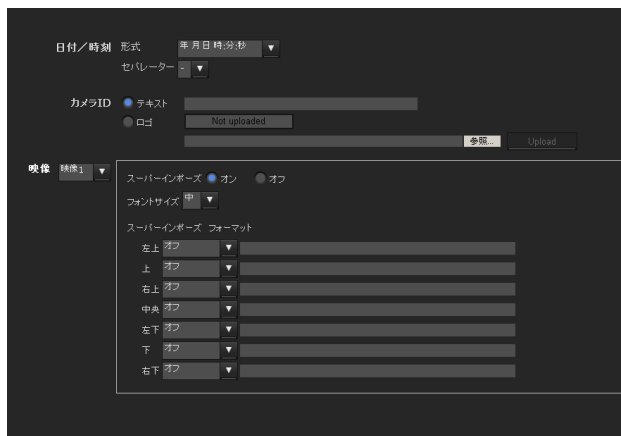 日付／時刻 形式 年 月 日 時:分:秒 ▼
セパレーター - ▼
カメラID テキスト
ロゴ Not uploaded
参照... Upload
映像 映像1 ▼
スーパーインポーズ オン オフ
フォントサイズ 中 ▼
スーパーインポーズ フォーマット
左上 オフ ▼
上 オフ ▼
右上 オフ ▼
中央 オフ ▼
左下 オフ ▼
下 オフ ▼
右下 オフ ▼